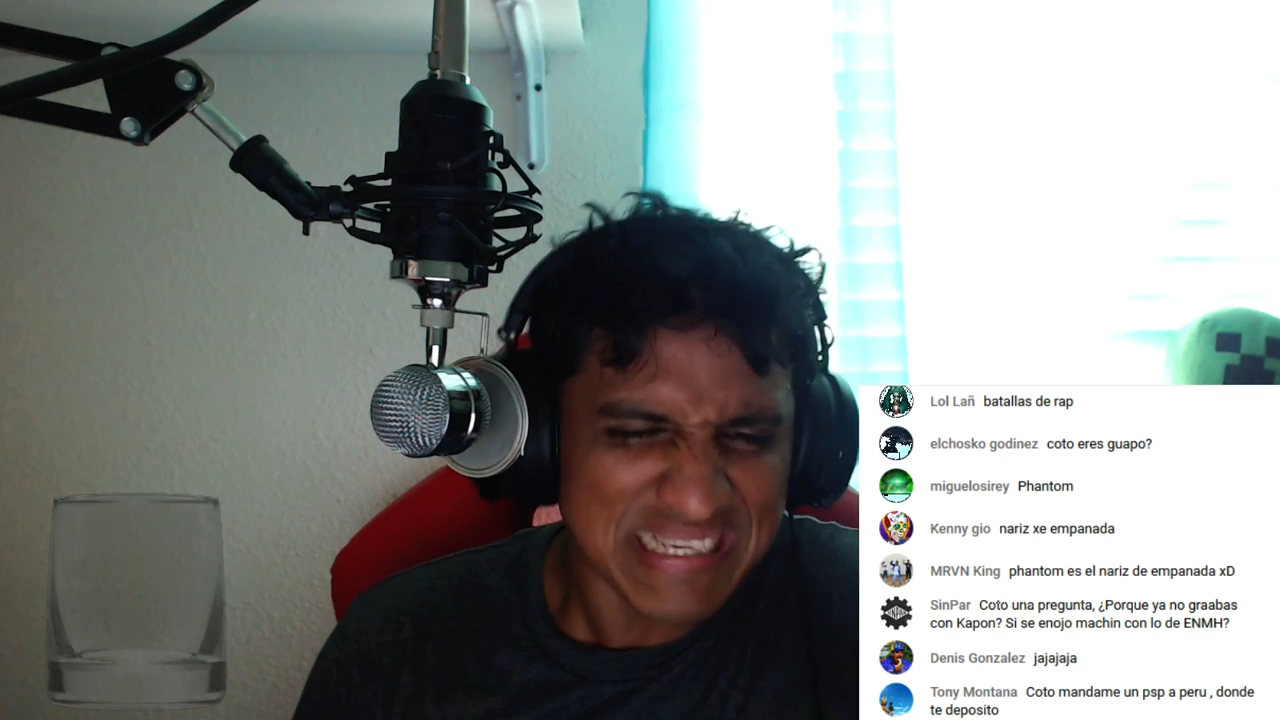 Lol Lañ batallas de rap
elchosko godinez coto eres guapo?
miguelosirey Phantom
Kenny gio nariz xe empanada
MRVN King phantom es el nariz de empanada xD
SinPar Coto una pregunta, ¿Porque ya no graabas
con Kapon? Si se enojo machin con lo de ENMH?
Denis Gonzalez jajajaja
Tony Montana Coto mandame un psp a peru , donde
te deposito